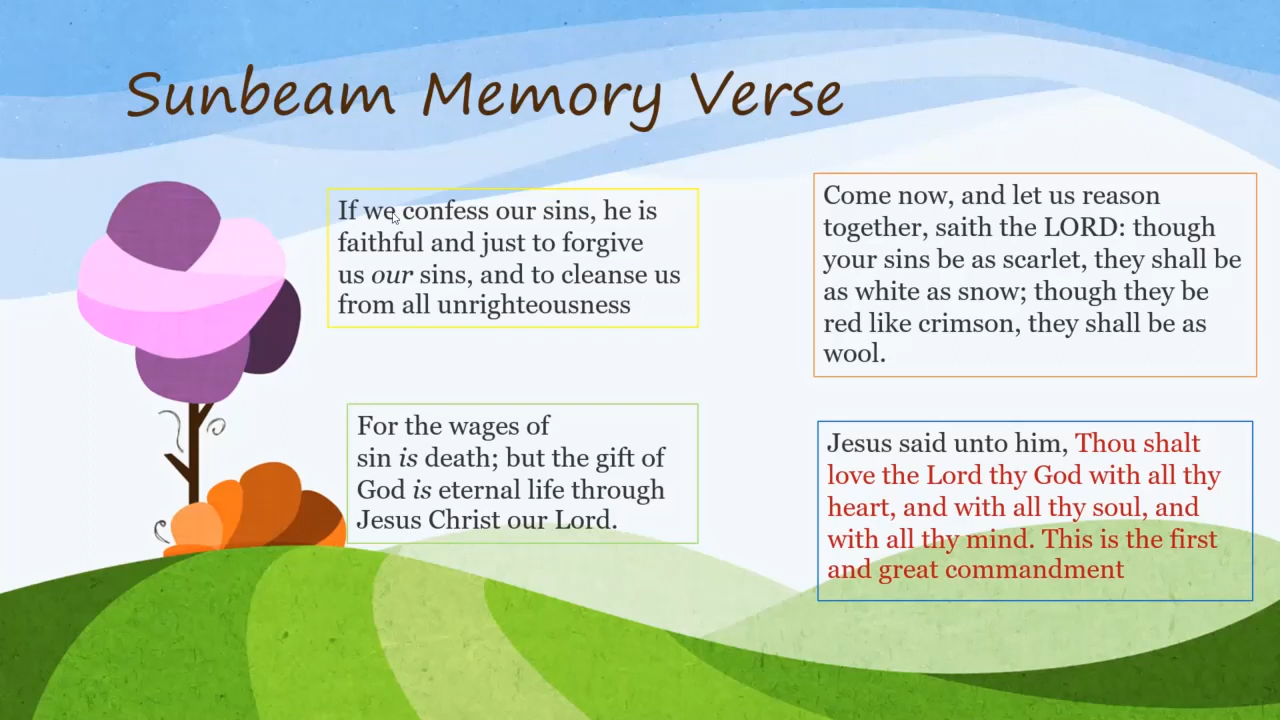 Sunbeam Memory Verse
If we confess our sins, he is
faithful and just to forgive
us our sins, and to cleanse us
from all unrighteousness
For the wages of
sin is death; but the gift of
God is eternal life through
Jesus Christ our Lord.
Come now, and let us reason
together, saith the LORD: though
your sins be as scarlet, they shall be
as white as snow; though they be
red like crimson, they shall be as
wool.
Jesus said unto him, Thou shalt
love the Lord thy God with all thy
heart, and with all thy soul, and
with all thy mind. This is the first
and great commandment